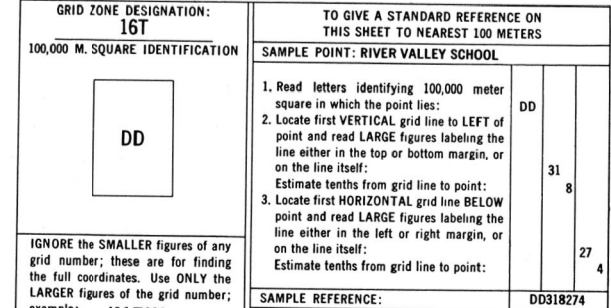 GRID ZONE DESIGNATION:
16T
100,000 M. SQUARE IDENTIFICATION
DD
IGNORE the SMALLER figures of any
grid number; these are for finding
the full coordinates. Use ONLY the
LARGER figures of the grid number;
example:
TO GIVE A STANDARD REFERENCE ON
THIS SHEET TO NEAREST 100 METERS
SAMPLE POINT: RIVER VALLEY SCHOOL
1. Read letters identifying 100,000 meter
square in which the point lies: DD
2. Locate first VERTICAL grid line to LEFT of
point and read LARGE figures labeling the
line either in the top or bottom margin, or
on the line itself: 31
Estimate tenths from grid line to point: 8
3. Locate first HORIZONTAL grid line BELOW
point and read LARGE figures labeling the
line either in the left or right margin, or
on the line itself: 27
Estimate tenths from grid line to point: 4
SAMPLE REFERENCE: DD318274